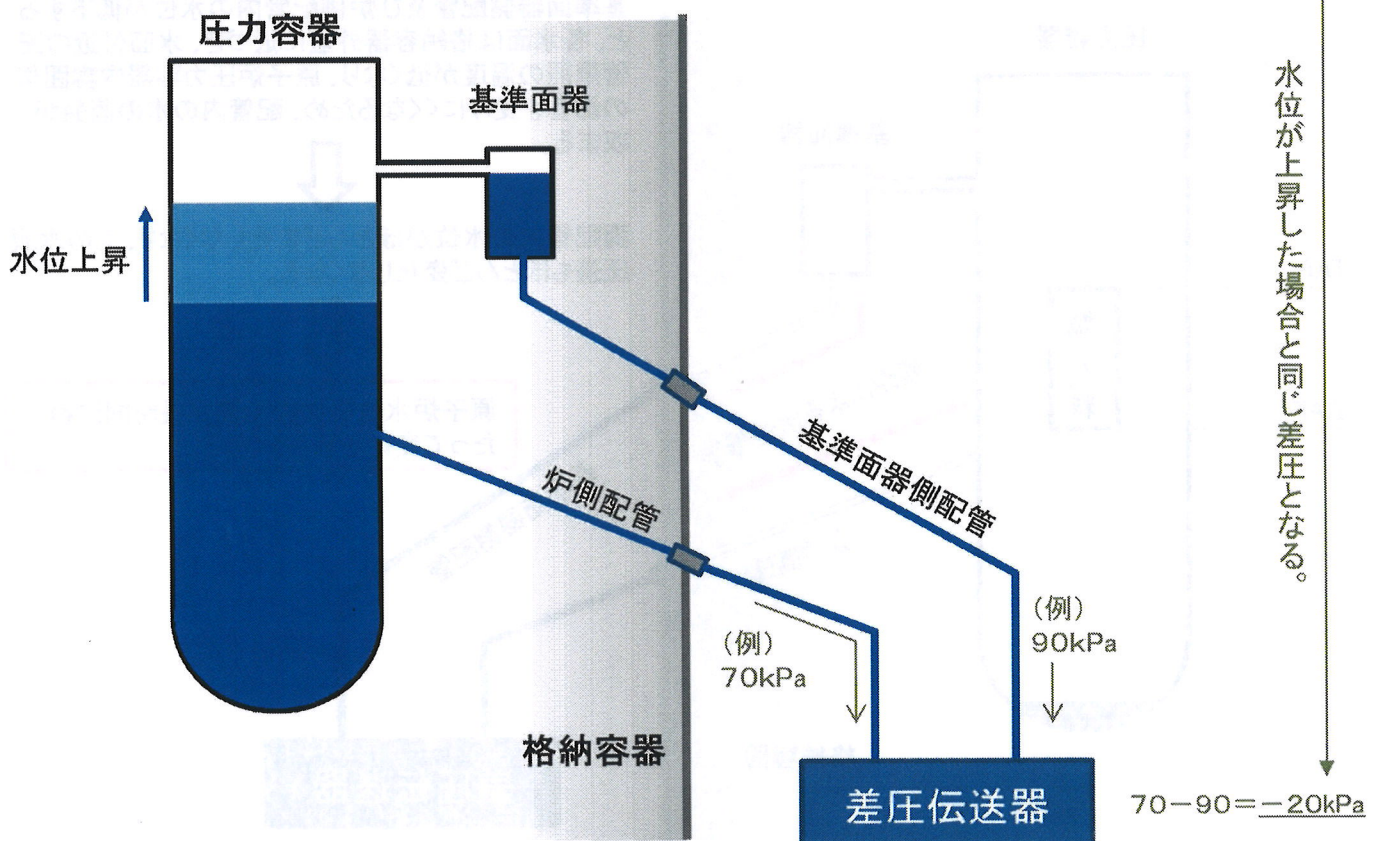 圧力容器
基準面器
水位上昇
基準面器側配管
炉側配管
(例)
90kPa
(例)
70kPa
格納容器
差圧伝送器
70−90=−20kPa
水位が上昇した場合と同じ差圧となる。